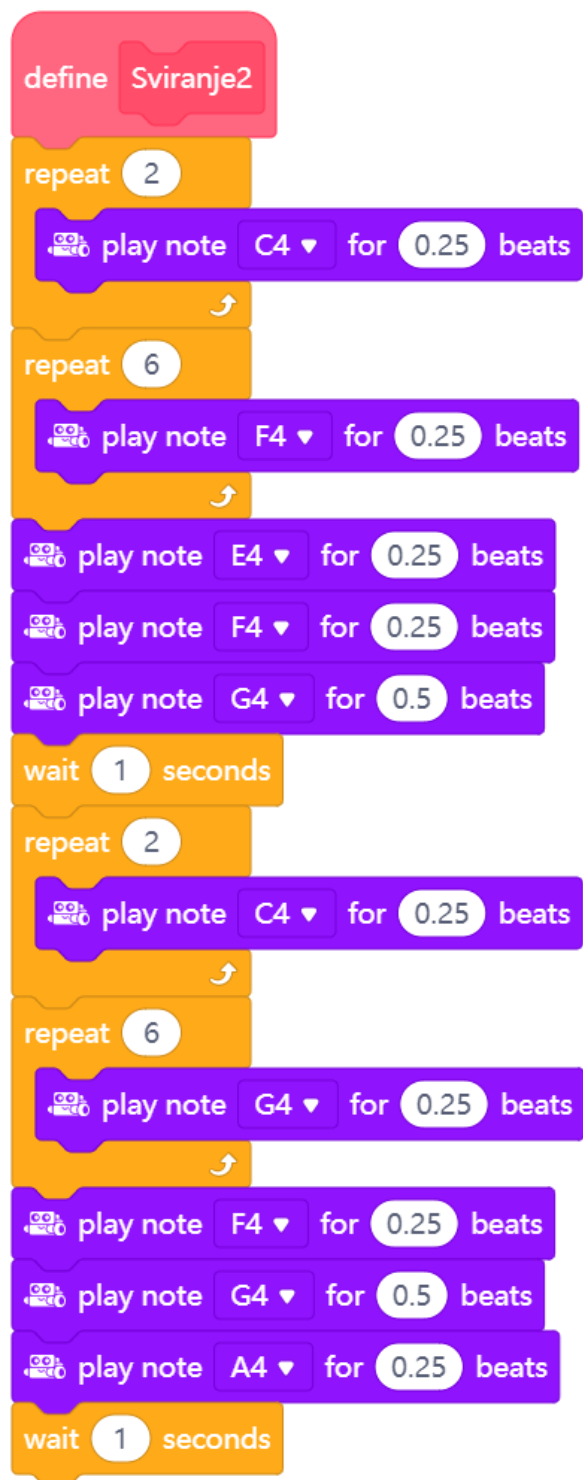 define Sviranje2
repeat 2
play note C4 for 0.25 beats
repeat 6
play note F4 for 0.25 beats
play note E4 for 0.25 beats
play note F4 for 0.25 beats
play note G4 for 0.5 beats
wait 1 seconds
repeat 2
play note C4 for 0.25 beats
repeat 6
play note G4 for 0.25 beats
play note F4 for 0.25 beats
play note G4 for 0.5 beats
play note A4 for 0.25 beats
wait 1 seconds